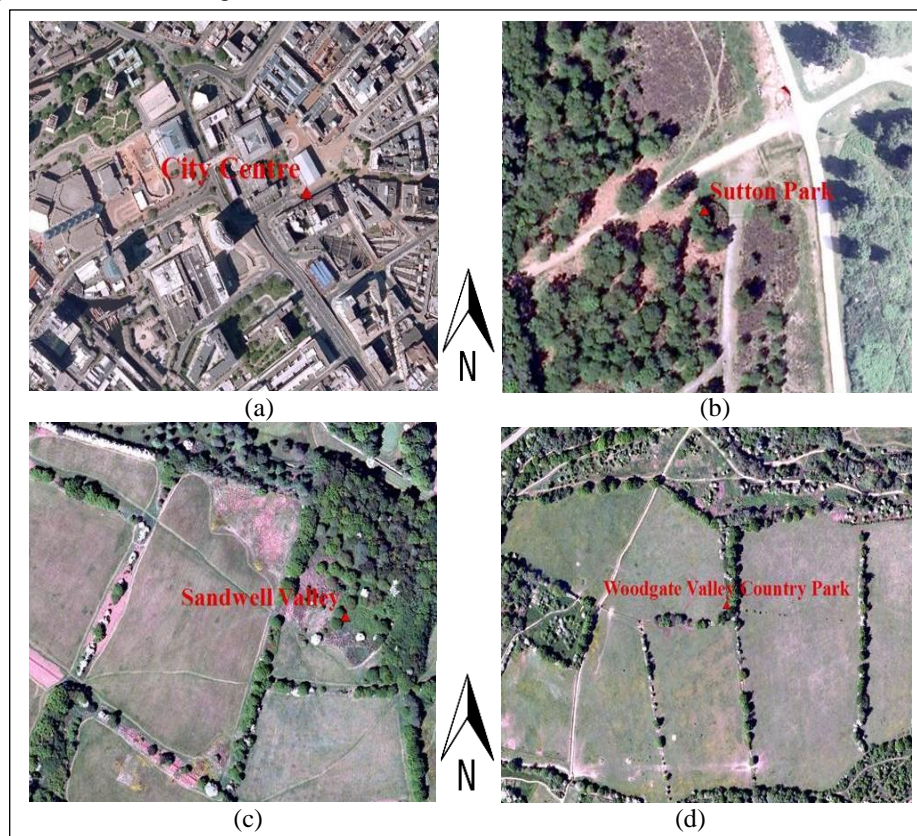 City Centre
Sutton Park
N
(a)
(b)
Sandwell Valley
Woodgate Valley Country Park
N
(c)
(d)